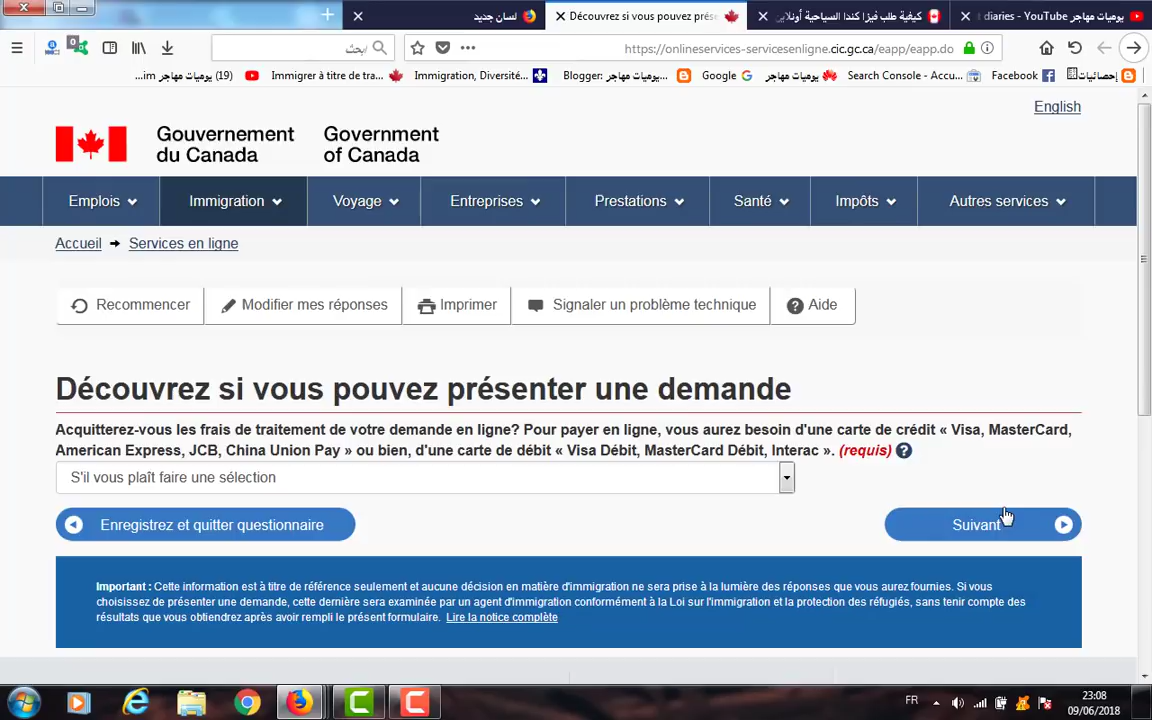 لسان جديد
Découvrez si vous pouvez prése
كيفية طلب فيزا كندا السياحية أونلاين
diaries - YouTube يوميات مهاجر
ابحث
https://onlineservices-servicesenligne.cic.gc.ca/eapp/eapp.do
(19) يوميات مهاجر im...
Immigrer à titre de tra...
Immigration, Diversité...
Blogger: يوميات مهاجر...
Google
يوميات مهاجر
Search Console - Accu...
Facebook
إحصائيات
English
Gouvernement du Canada
Government of Canada
Emplois
Immigration
Voyage
Entreprises
Prestations
Santé
Impôts
Autres services
Accueil
Services en ligne
Recommencer
Modifier mes réponses
Imprimer
Signaler un problème technique
Aide
Découvrez si vous pouvez présenter une demande
Acquitterez-vous les frais de traitement de votre demande en ligne? Pour payer en ligne, vous aurez besoin d'une carte de crédit « Visa, MasterCard,
American Express, JCB, China Union Pay » ou bien, d'une carte de débit « Visa Débit, MasterCard Débit, Interac ». (requis)
S'il vous plaît faire une sélection
Enregistrez et quitter questionnaire
Suivant
Important : Cette information est à titre de référence seulement et aucune décision en matière d'immigration ne sera prise à la lumière des réponses que vous aurez fournies. Si vous
choisissez de présenter une demande, cette dernière sera examinée par un agent d'immigration conformément à la Loi sur l'immigration et la protection des réfugiés, sans tenir compte des
résultats que vous obtiendrez après avoir rempli le présent formulaire. Lire la notice complète
FR
23:08
09/06/2018